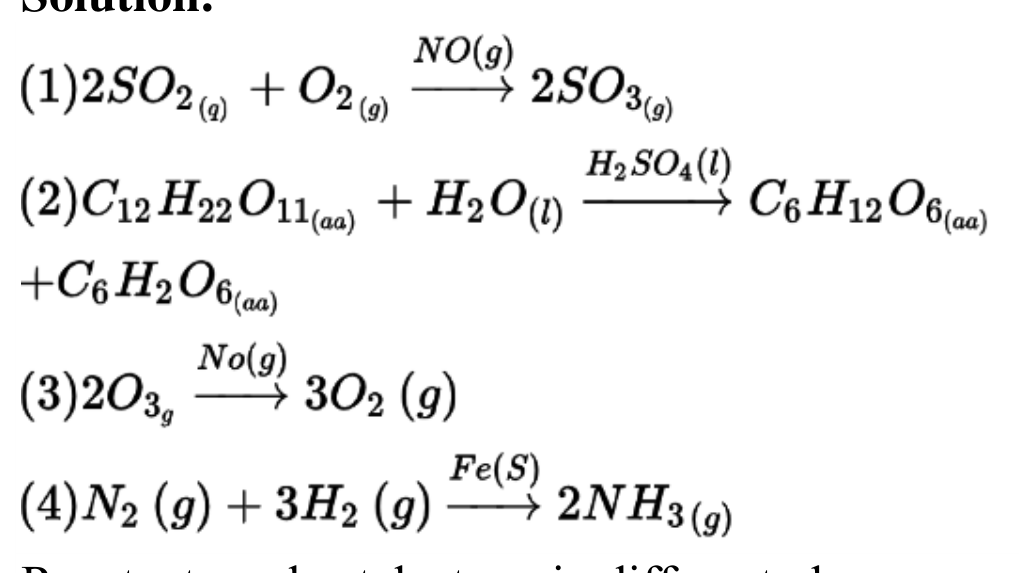 Solution:
(1)2SO₂₍q₎ + O₂₍g₎ NO(g)⟶ 2SO₃₍g₎
(2)C₁₂H₂₂O₁₁₍aa₎ + H₂O₍l₎ H₂SO₄(l)⟶ C₆H₁₂O₆₍aa₎
+C₆H₂O₆₍aa₎
(3)2O₃g No(g)⟶ 3O₂ (g)
(4)N₂ (g) + 3H₂ (g) Fe(S)⟶ 2NH₃₍g₎